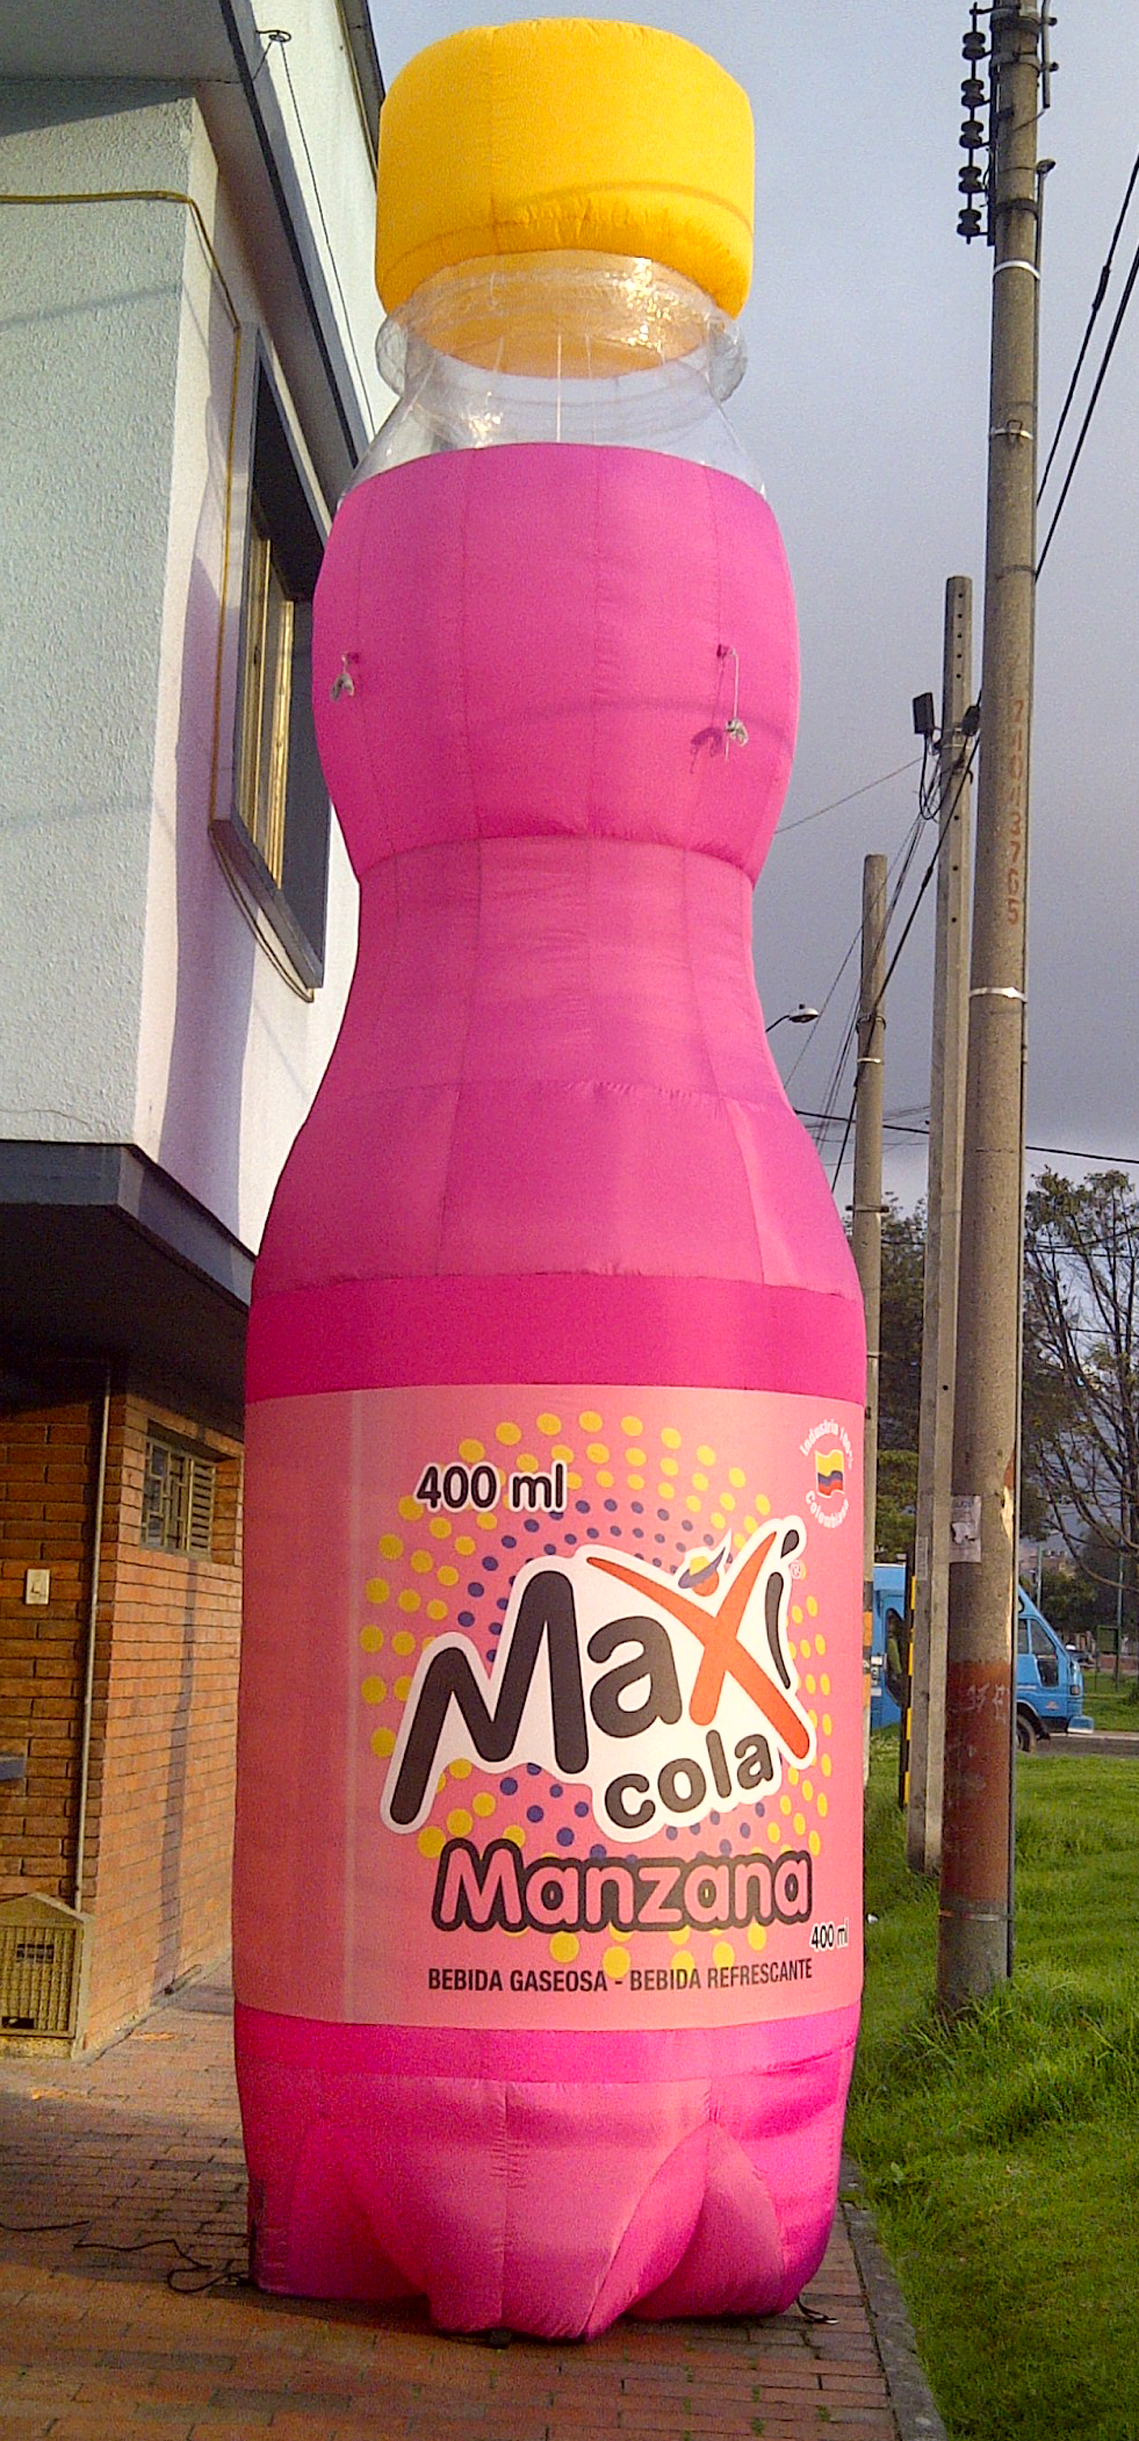 400 ml
Industria 100%
Colombiana
Maxi®
cola
Manzana
400 ml
BEBIDA GASEOSA - BEBIDA REFRESCANTE